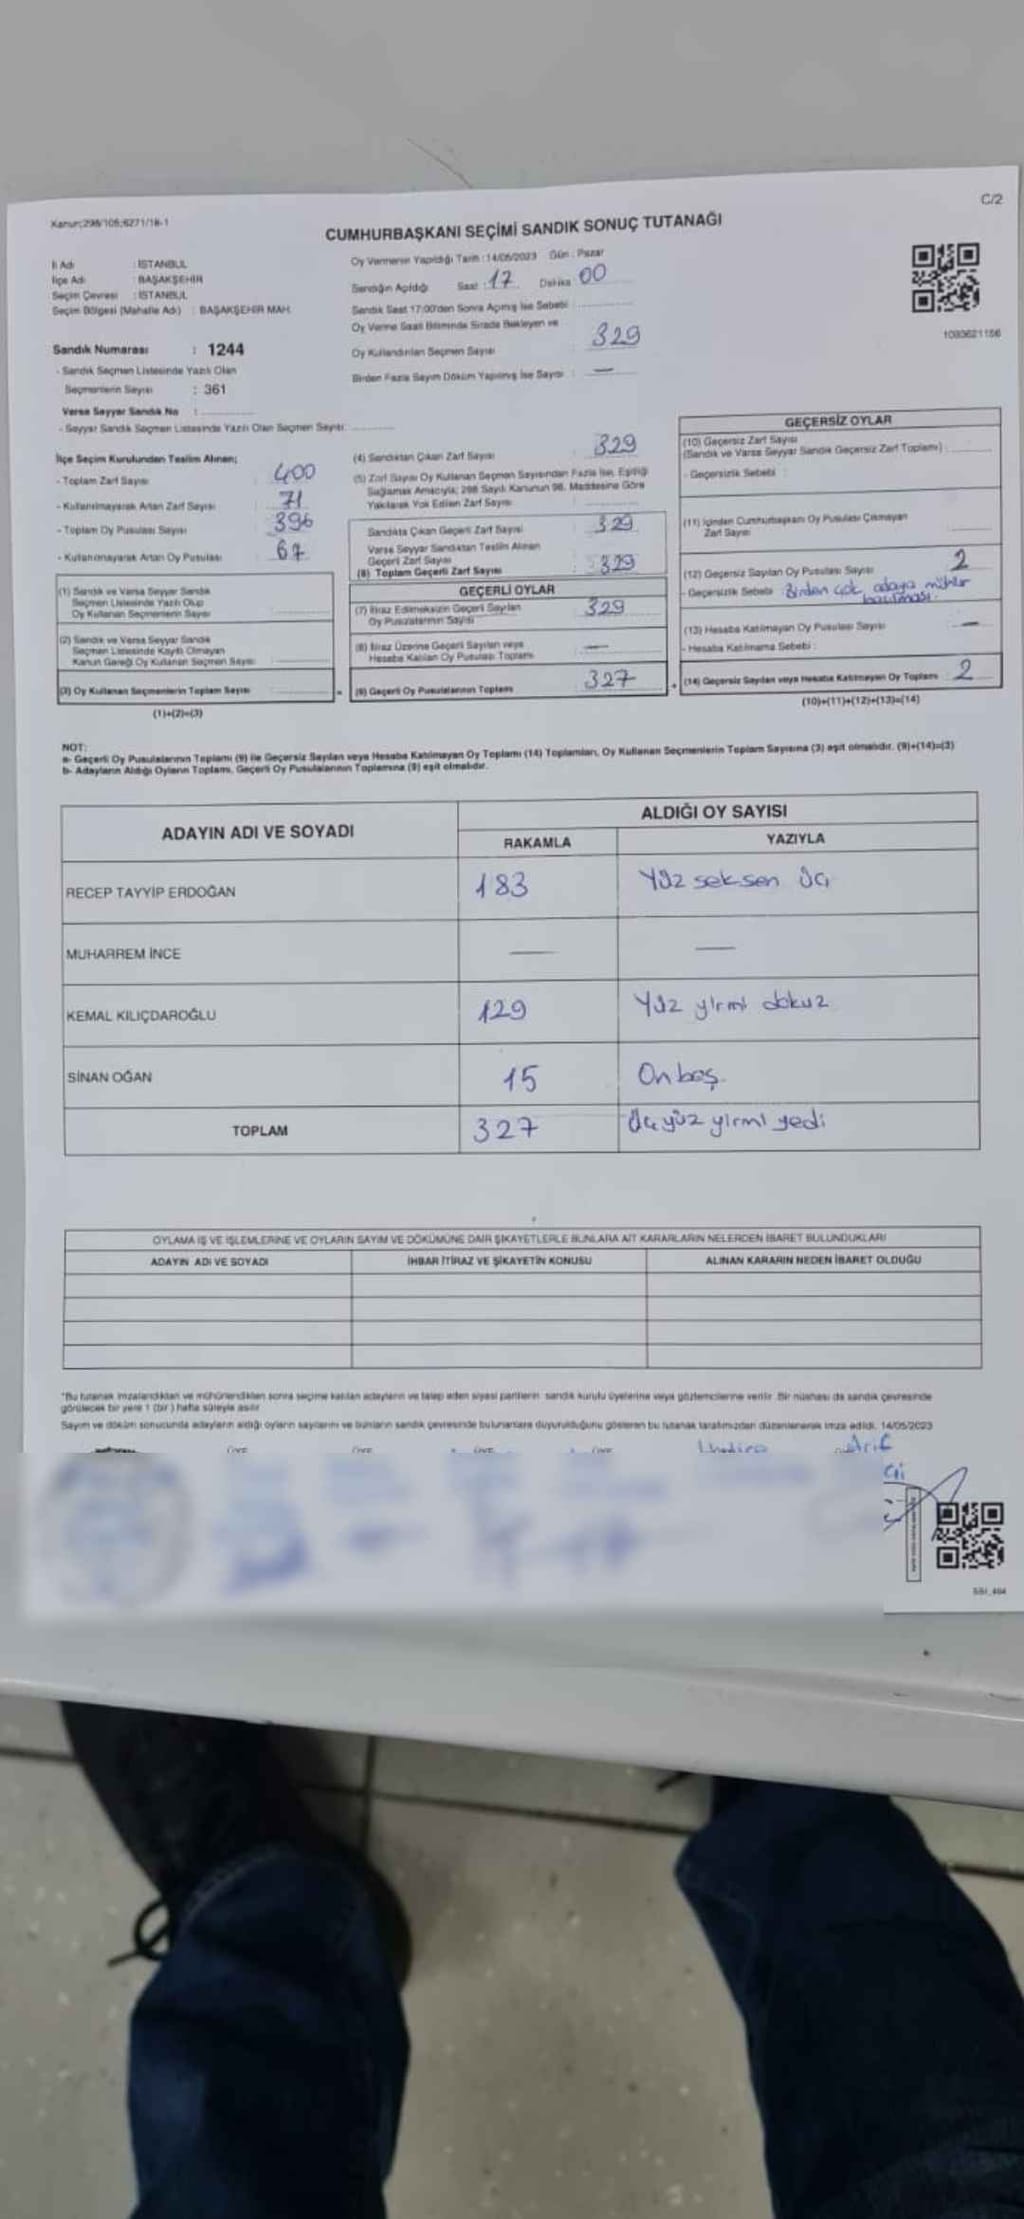 Kanun;298/105;6271/18-1
C/2
CUMHURBAŞKANI SEÇİMİ SANDIK SONUÇ TUTANAĞI
İl Adı : İSTANBUL
İlçe Adı : BAŞAKŞEHİR
Seçim Çevresi : İSTANBUL
Seçim Bölgesi (Mahalle Adı) : BAŞAKŞEHİR MAH.
Oy Vermenin Yapıldığı Tarih : 14/05/2023 Gün : Pazar
Sandığın Açıldığı Saat : 17 Dakika 00
Sandık Saat 17:00'den Sonra Açılmış İse Sebebi :
Oy Verme Saati Bitiminde Sırada Bekleyen ve
Oy Kullandırılan Seçmen Sayısı : 329
Birden Fazla Sayım Döküm Yapılmış İse Sayısı : —
1093621156
Sandık Numarası : 1244
- Sandık Seçmen Listesinde Yazılı Olan
Seçmenlerin Sayısı : 361
Varsa Seyyar Sandık No :
- Seyyar Sandık Seçmen Listesinde Yazılı Olan Seçmen Sayısı:
İlçe Seçim Kurulundan Teslim Alınan;
- Toplam Zarf Sayısı : 400
- Kullanılmayarak Artan Zarf Sayısı : 71
- Toplam Oy Pusulası Sayısı : 396
- Kullanılmayarak Artan Oy Pusulası : 67
(1) Sandık ve Varsa Seyyar Sandık
Seçmen Listesinde Yazılı Olup
Oy Kullanan Seçmenlerin Sayısı
(2) Sandık ve Varsa Seyyar Sandık
Seçmen Listesinde Kayıtlı Olmayan
Kanun Gereği Oy Kullanan Seçmen Sayısı
(3) Oy Kullanan Seçmenlerin Toplam Sayısı
(1)+(2)=(3)
(4) Sandıktan Çıkan Zarf Sayısı : 329
(5) Zarf Sayısı Oy Kullanan Seçmen Sayısından Fazla İse, Eşitliği
Sağlamak Amacıyla; 298 Sayılı Kanunun 98. Maddesine Göre
Yakılarak Yok Edilen Zarf Sayısı
Sandıkta Çıkan Geçerli Zarf Sayısı : 329
Varsa Seyyar Sandıktan Teslim Alınan
Geçerli Zarf Sayısı
(6) Toplam Geçerli Zarf Sayısı : 329
GEÇERLİ OYLAR
(7) İtiraz Edilmeksizin Geçerli Sayılan
Oy Pusulalarının Sayısı : 329
(8) İtiraz Üzerine Geçerli Sayılan veya
Hesaba Katılan Oy Pusulası Toplamı —
(9) Geçerli Oy Pusulalarının Toplamı 327
GEÇERSİZ OYLAR
(10) Geçersiz Zarf Sayısı
(Sandık ve Varsa Seyyar Sandık Geçersiz Zarf Toplamı) :
- Geçersizlik Sebebi :
(11) İçinden Cumhurbaşkanı Oy Pusulası Çıkmayan
Zarf Sayısı
(12) Geçersiz Sayılan Oy Pusulası Sayısı 2
- Geçersizlik Sebebi Birden çok adaya mühür
basılması.
(13) Hesaba Katılmayan Oy Pusulası Sayısı —
- Hesaba Katılmama Sebebi :
(14) Geçersiz Sayılan veya Hesaba Katılmayan Oy Toplamı 2
(10)+(11)+(12)+(13)=(14)
NOT:
a- Geçerli Oy Pusulalarının Toplamı (9) ile Geçersiz Sayılan veya Hesaba Katılmayan Oy Toplamı (14) Toplamları, Oy Kullanan Seçmenlerin Toplam Sayısına (3) eşit olmalıdır. (9)+(14)=(3)
b- Adayların Aldığı Oyların Toplamı, Geçerli Oy Pusulalarının Toplamına (9) eşit olmalıdır.
ADAYIN ADI VE SOYADI
ALDIĞI OY SAYISI
RAKAMLA YAZIYLA
RECEP TAYYİP ERDOĞAN 183 Yüz seksen üç
MUHARREM İNCE — —
KEMAL KILIÇDAROĞLU 129 Yüz yirmi dokuz
SİNAN OĞAN 15 On beş.
TOPLAM 327 Üç yüz yirmi yedi
OYLAMA İŞ VE İŞLEMLERİNE VE OYLARIN SAYIM VE DÖKÜMÜNE DAİR ŞİKAYETLERLE BUNLARA AİT KARARLARIN NELERDEN İBARET BULUNDUKLARI
ADAYIN ADI VE SOYADI İHBAR İTİRAZ VE ŞİKAYETİN KONUSU ALINAN KARARIN NEDEN İBARET OLDUĞU
*Bu tutanak imzalandıktan ve mühürlendikten sonra seçime katılan adayların ve talep eden siyasi partilerin sandık kurulu üyelerine veya gözlemcilerine verilir. Bir nüshası da sandık çevresinde
görülecek bir yere 1 (bir) hafta süreyle asılır.
Sayım ve döküm sonucunda adayların aldığı oyların sayılarını ve bunların sandık çevresinde bulunanlara duyurulduğunu gösteren bu tutanak tarafımızdan düzenlenerek imza edildi. 14/05/2023